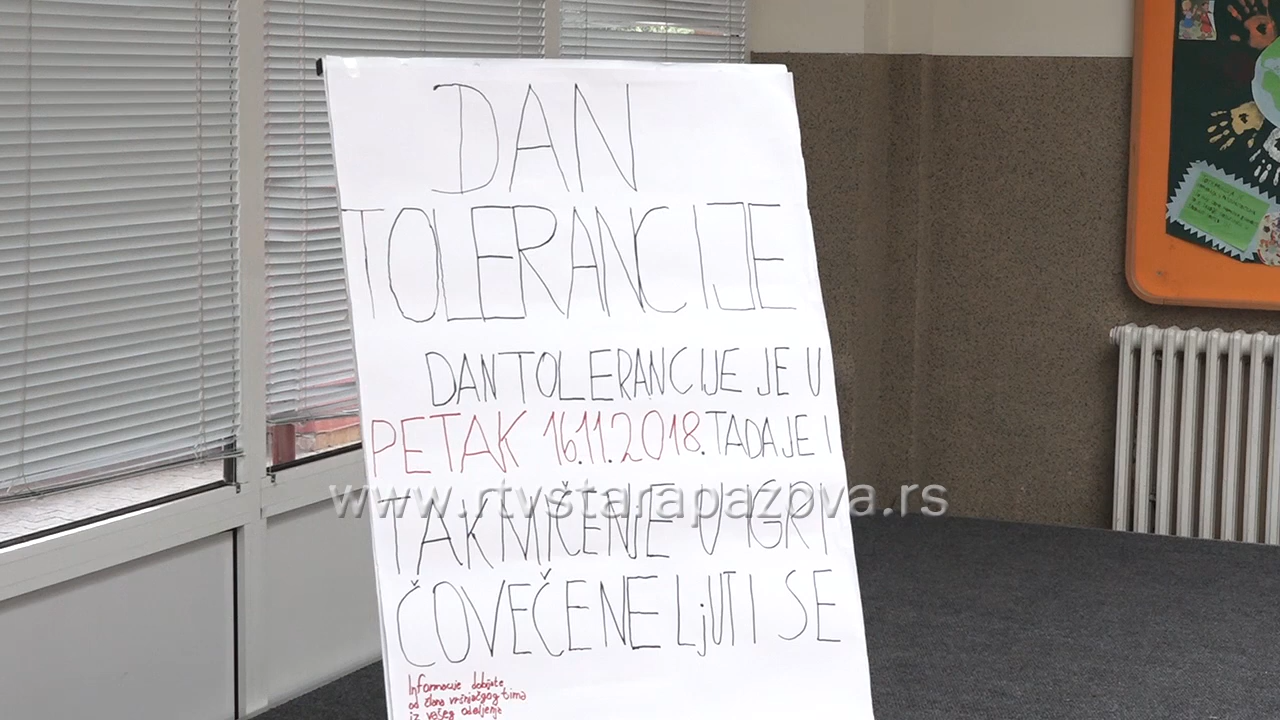 DAN
TOLERANCIJE
DAN TOLERANCIJE JE U
PETAK 16.11.2018. TADA JE I
TAKMIČENJE U IGRI
ČOVEČE NE LjUTI SE
Informacije dobijate
od člana vršnjačgog tima
iz vašeg odeljenja
www.rtvstarapazova.rs